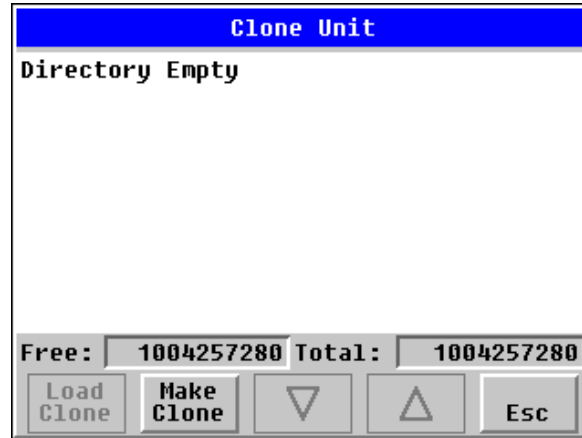 Clone Unit
Directory Empty
Free: 1004257280 Total: 1004257280
Load Clone
Make Clone
Esc